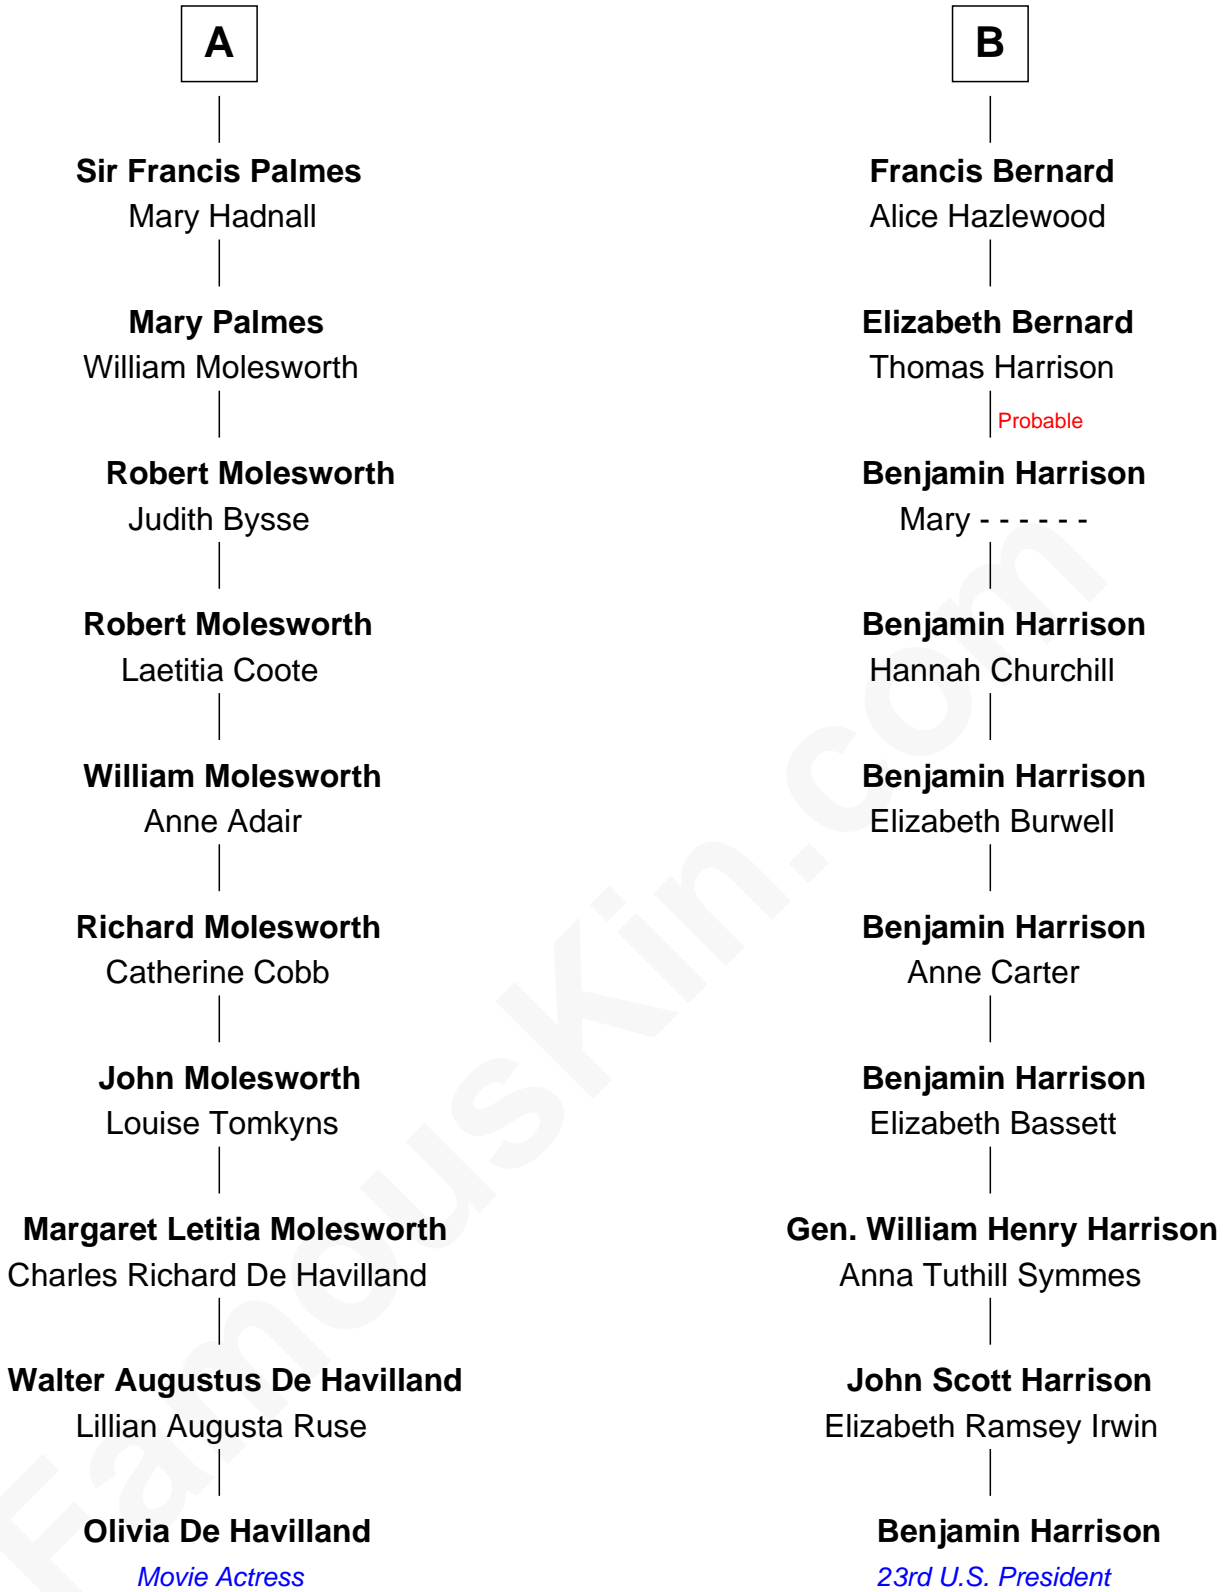 A
Sir Francis Palmes
Mary Hadnall
Mary Palmes
William Molesworth
Robert Molesworth
Judith Bysse
Robert Molesworth
Laetitia Coote
William Molesworth
Anne Adair
Richard Molesworth
Catherine Cobb
John Molesworth
Louise Tomkyns
Margaret Letitia Molesworth
Charles Richard De Havilland
Walter Augustus De Havilland
Lillian Augusta Ruse
Olivia De Havilland
Movie Actress
B
Francis Bernard
Alice Hazlewood
Elizabeth Bernard
Thomas Harrison
Probable
Benjamin Harrison
Mary - - - - - -
Benjamin Harrison
Hannah Churchill
Benjamin Harrison
Elizabeth Burwell
Benjamin Harrison
Anne Carter
Benjamin Harrison
Elizabeth Bassett
Gen. William Henry Harrison
Anna Tuthill Symmes
John Scott Harrison
Elizabeth Ramsey Irwin
Benjamin Harrison
23rd U.S. President
FamousKin.com